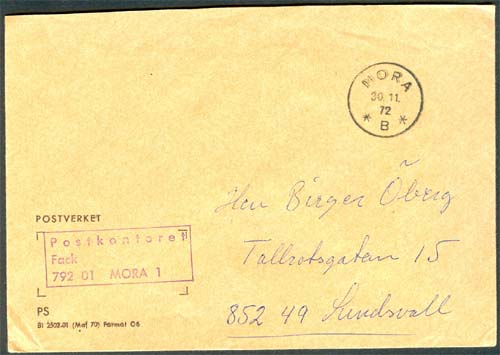 MORA
30.11.
72
* B *
Herr Birger Öberg
Tallrotsgatan 15
852 49 Sundsvall
POSTVERKET
Postkontoret
Fack
792 01 MORA 1
PS
Bl 2502.01 (Maj 70) Format C6